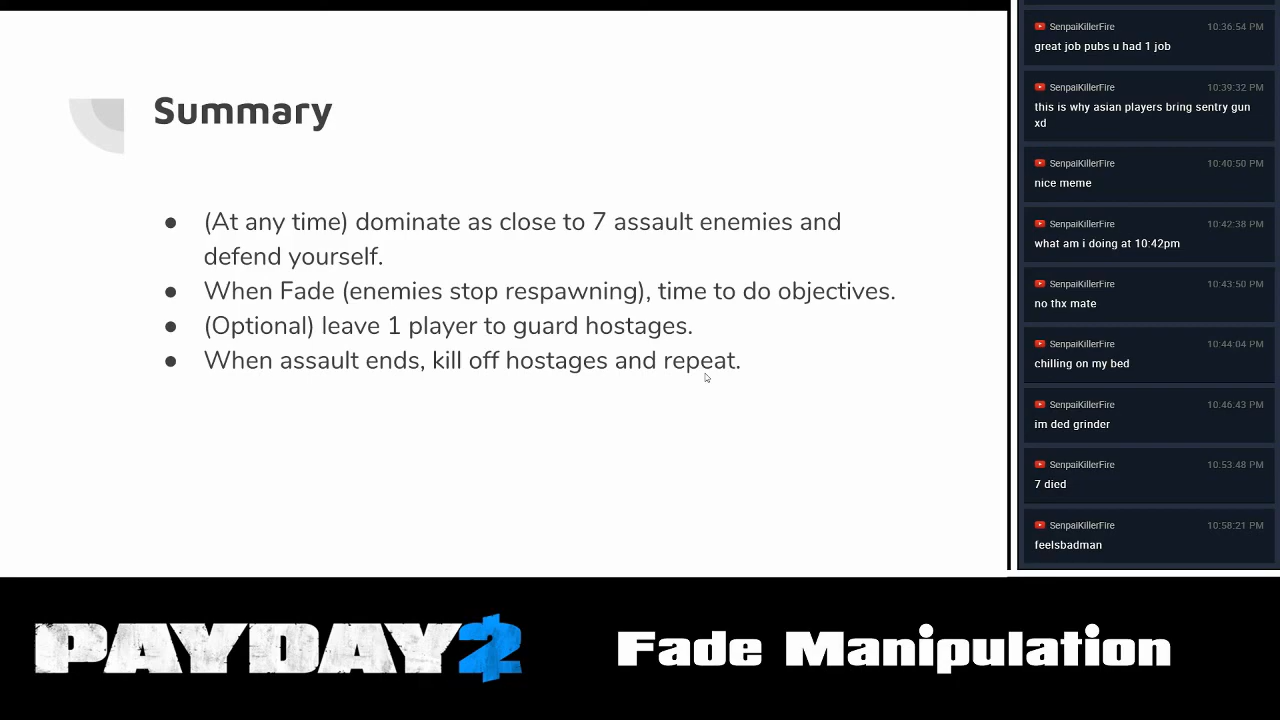 Summary
● (At any time) dominate as close to 7 assault enemies and
defend yourself.
● When Fade (enemies stop respawning), time to do objectives.
● (Optional) leave 1 player to guard hostages.
● When assault ends, kill off hostages and repeat.
SenpaiKillerFire 10:36:54 PM
great job pubs u had 1 job
SenpaiKillerFire 10:39:32 PM
this is why asian players bring sentry gun
xd
SenpaiKillerFire 10:40:50 PM
nice meme
SenpaiKillerFire 10:42:38 PM
what am i doing at 10:42pm
SenpaiKillerFire 10:43:50 PM
no thx mate
SenpaiKillerFire 10:44:04 PM
chilling on my bed
SenpaiKillerFire 10:46:43 PM
im ded grinder
SenpaiKillerFire 10:53:48 PM
7 died
SenpaiKillerFire 10:58:21 PM
feelsbadman
PAYDAY 2
Fade Manipulation